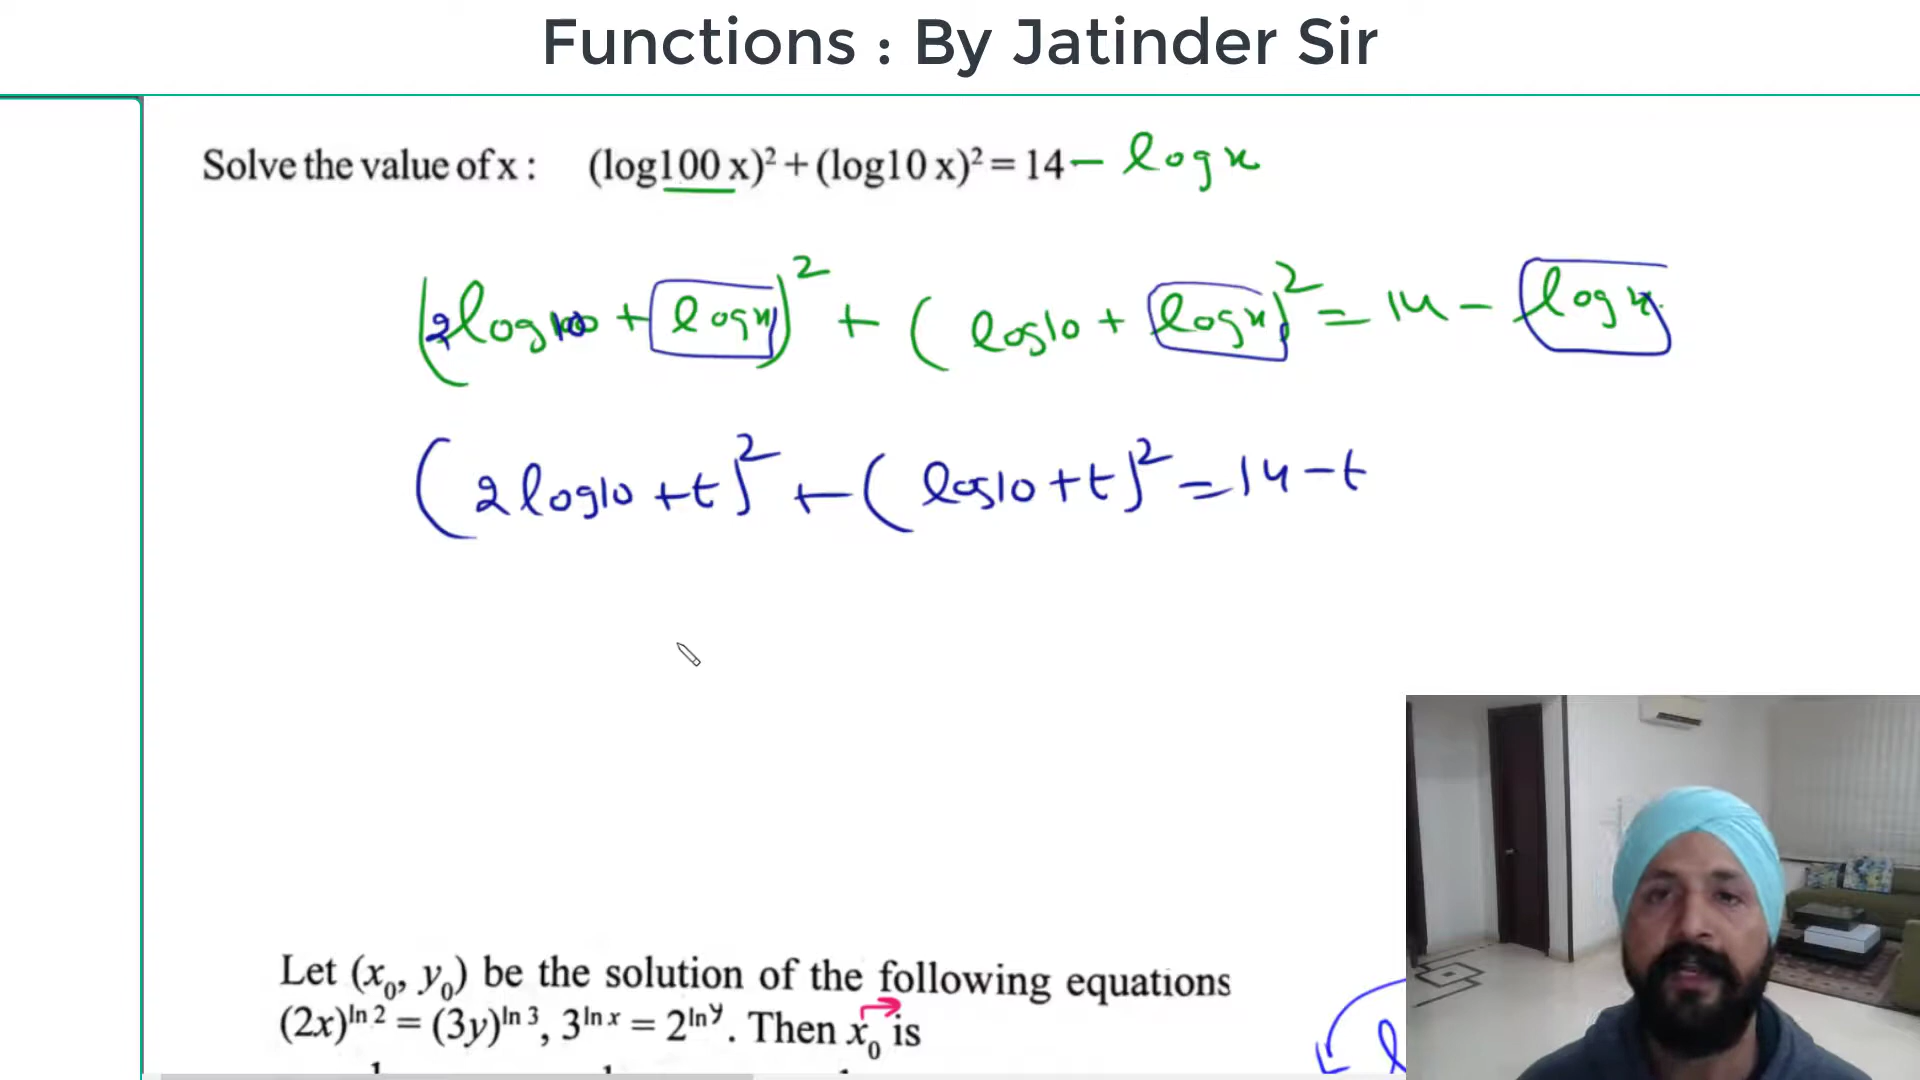 Functions : By Jatinder Sir
Solve the value of x : (log100 x)² + (log10 x)² = 14 - log x
(2log10 + log x)² + (log10 + log x)² = 14 - log x
(2log10 + t)² + (log10 + t)² = 14 - t
Let (x₀, y₀) be the solution of the following equations
(2x)^ln 2 = (3y)^ln 3, 3^ln x = 2^ln y. Then x₀ is